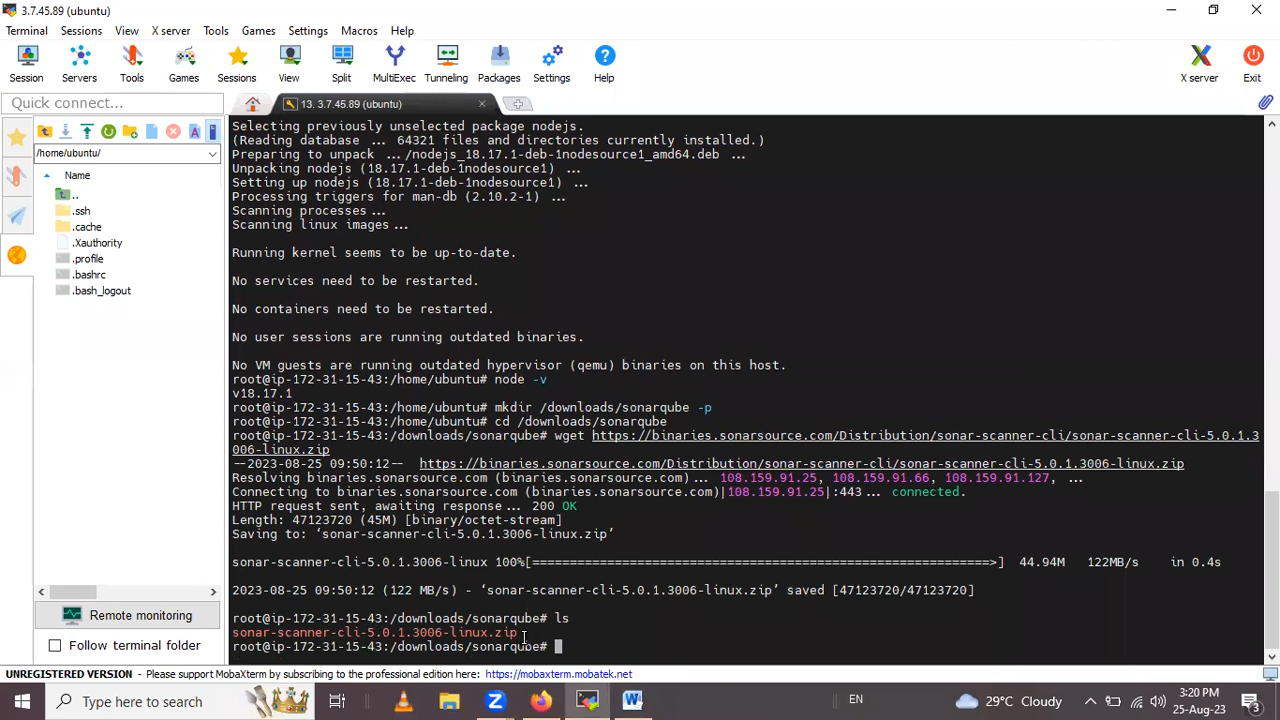 3.7.45.89 (ubuntu)
Terminal Sessions View X server Tools Games Settings Macros Help
Session Servers Tools Games Sessions View Split MultiExec Tunneling Packages Settings Help X server Exit
Quick connect...
13. 3.7.45.89 (ubuntu)
/home/ubuntu/
Name
..
.ssh
.cache
.Xauthority
.profile
.bashrc
.bash_logout
Remote monitoring
Follow terminal folder
Selecting previously unselected package nodejs.
(Reading database ... 64321 files and directories currently installed.)
Preparing to unpack .../nodejs_18.17.1-deb-1nodesource1_amd64.deb ...
Unpacking nodejs (18.17.1-deb-1nodesource1) ...
Setting up nodejs (18.17.1-deb-1nodesource1) ...
Processing triggers for man-db (2.10.2-1) ...
Scanning processes...
Scanning linux images...
Running kernel seems to be up-to-date.
No services need to be restarted.
No containers need to be restarted.
No user sessions are running outdated binaries.
No VM guests are running outdated hypervisor (qemu) binaries on this host.
root@ip-172-31-15-43:/home/ubuntu# node -v
v18.17.1
root@ip-172-31-15-43:/home/ubuntu# mkdir /downloads/sonarqube -p
root@ip-172-31-15-43:/home/ubuntu# cd /downloads/sonarqube
root@ip-172-31-15-43:/downloads/sonarqube# wget https://binaries.sonarsource.com/Distribution/sonar-scanner-cli/sonar-scanner-cli-5.0.1.3
006-linux.zip
--2023-08-25 09:50:12-- https://binaries.sonarsource.com/Distribution/sonar-scanner-cli/sonar-scanner-cli-5.0.1.3006-linux.zip
Resolving binaries.sonarsource.com (binaries.sonarsource.com)... 108.159.91.25, 108.159.91.66, 108.159.91.127, ...
Connecting to binaries.sonarsource.com (binaries.sonarsource.com)|108.159.91.25|:443... connected.
HTTP request sent, awaiting response... 200 OK
Length: 47123720 (45M) [binary/octet-stream]
Saving to: ‘sonar-scanner-cli-5.0.1.3006-linux.zip’
sonar-scanner-cli-5.0.1.3006-linux 100%[==========================================================>] 44.94M 122MB/s in 0.4s
2023-08-25 09:50:12 (122 MB/s) - ‘sonar-scanner-cli-5.0.1.3006-linux.zip’ saved [47123720/47123720]
root@ip-172-31-15-43:/downloads/sonarqube# ls
sonar-scanner-cli-5.0.1.3006-linux.zip
root@ip-172-31-15-43:/downloads/sonarqube#
UNREGISTERED VERSION - Please support MobaXterm by subscribing to the professional edition here: https://mobaxterm.mobatek.net
Type here to search
EN
29°C Cloudy
3:20 PM
25-Aug-23
3